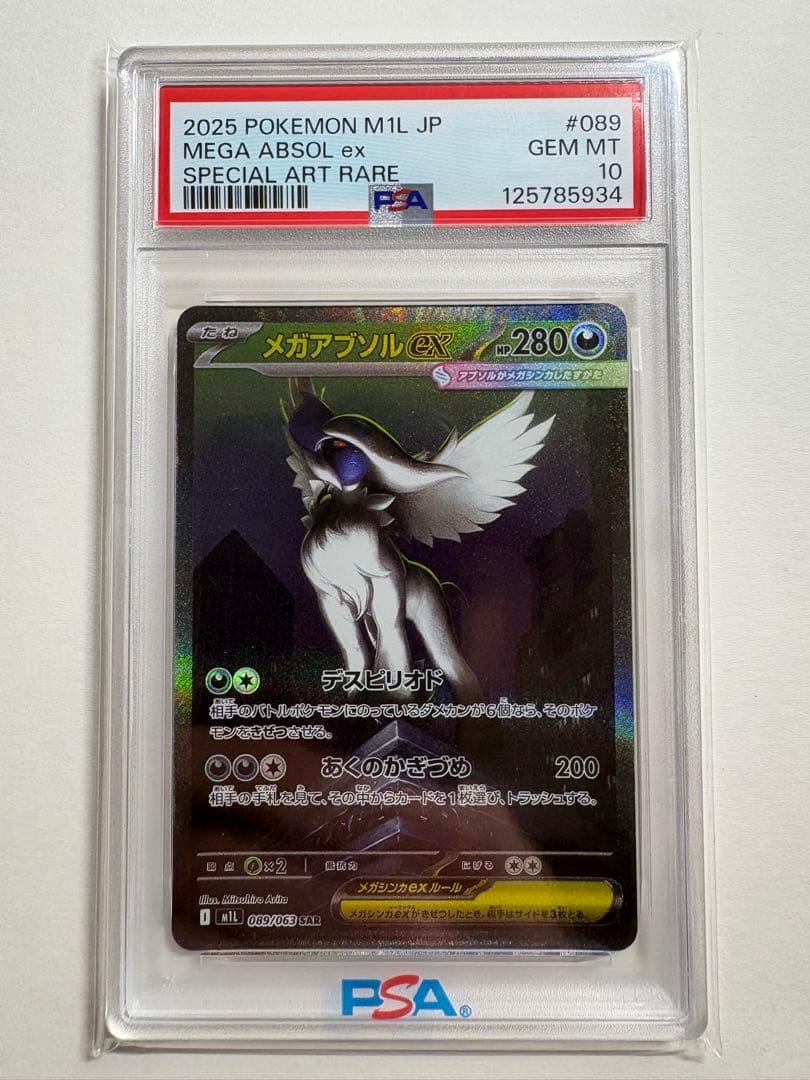 2025 POKEMON M1L JP #089
MEGA ABSOL ex GEM MT
SPECIAL ART RARE 10
PSA 125785934
たね メガアブソルex HP280
アブソルがメガシンカしたすがた
デスピリオド
相手のバトルポケモンにのっているダメカンが6個なら、そのポケ
モンをきぜつさせる。
あくのかぎづめ 200
相手の手札を見て、その中からカードを1枚選び、トラッシュする。
弱点 ×2 抵抗力 にげる
メガシンカexルール
メガシンカexがきぜつしたとき、相手はサイドを3枚とる。
Illus. Mitsuhiro Arita
M1L 089/063 SAR
PSA®